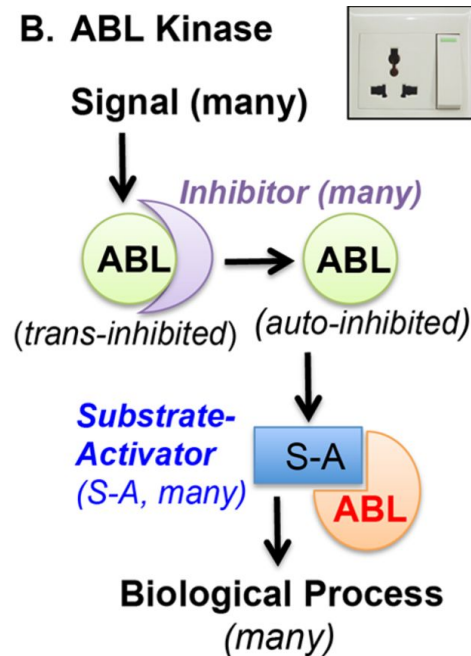 B. ABL Kinase
Signal (many)
Inhibitor (many)
ABL
ABL
(trans-inhibited)
(auto-inhibited)
Substrate-
Activator
(S-A, many)
S-A
ABL
Biological Process
(many)